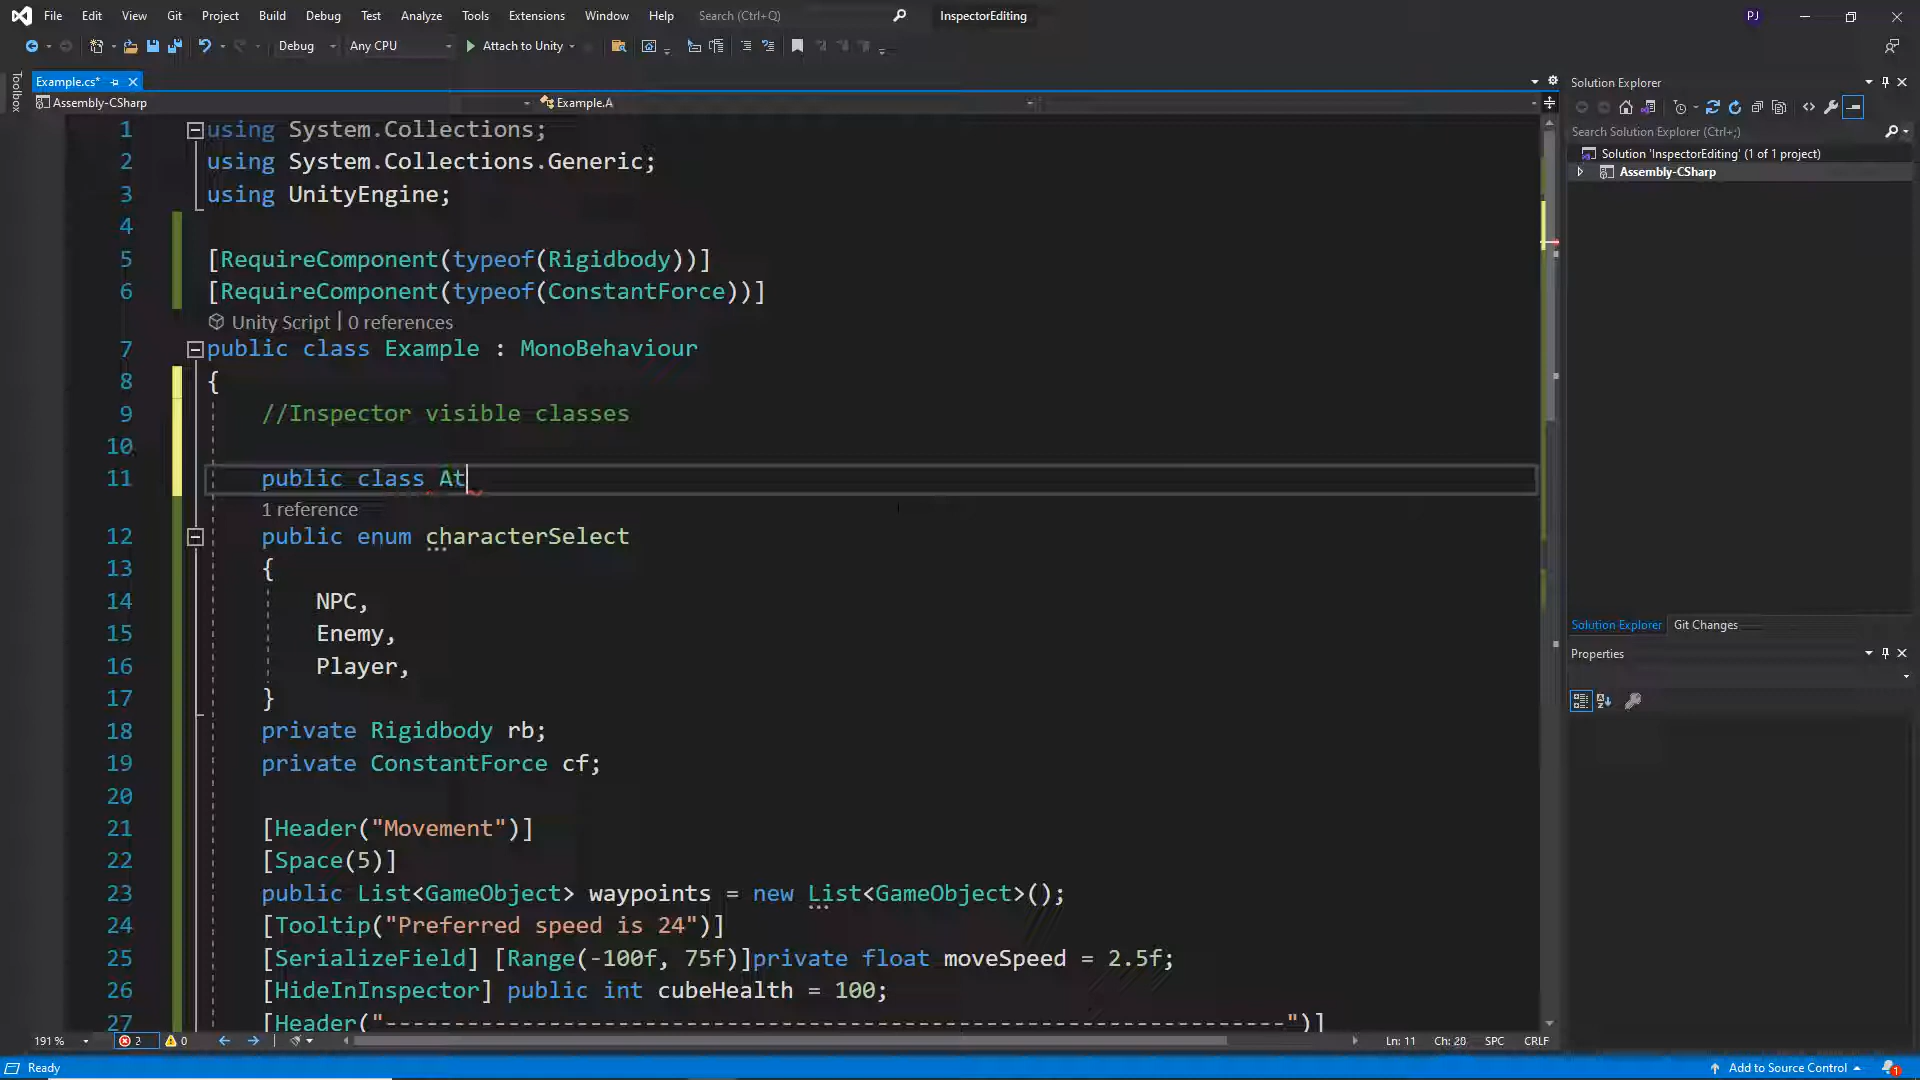 File Edit View Git Project Build Debug Test Analyze Tools Extensions Window Help Search (Ctrl+Q) InspectorEditing PJ
Debug Any CPU Attach to Unity
Toolbox
Example.cs*
Assembly-CSharp Example.A
1 using System.Collections;
2 using System.Collections.Generic;
3 using UnityEngine;
4
5 [RequireComponent(typeof(Rigidbody))]
6 [RequireComponent(typeof(ConstantForce))]
Unity Script | 0 references
7 public class Example : MonoBehaviour
8 {
9 //Inspector visible classes
10
11 public class At
1 reference
12 public enum characterSelect
13 {
14 NPC,
15 Enemy,
16 Player,
17 }
18 private Rigidbody rb;
19 private ConstantForce cf;
20
21 [Header("Movement")]
22 [Space(5)]
23 public List<GameObject> waypoints = new List<GameObject>();
24 [Tooltip("Preferred speed is 24")]
25 [SerializeField] [Range(-100f, 75f)]private float moveSpeed = 2.5f;
26 [HideInInspector] public int cubeHealth = 100;
27 [Header("------------------------------------------------------------------")]
191 % 2 0 Ln: 11 Ch: 20 SPC CRLF
Solution Explorer
Search Solution Explorer (Ctrl+;)
Solution 'InspectorEditing' (1 of 1 project)
Assembly-CSharp
Solution Explorer Git Changes
Properties
Ready Add to Source Control 1